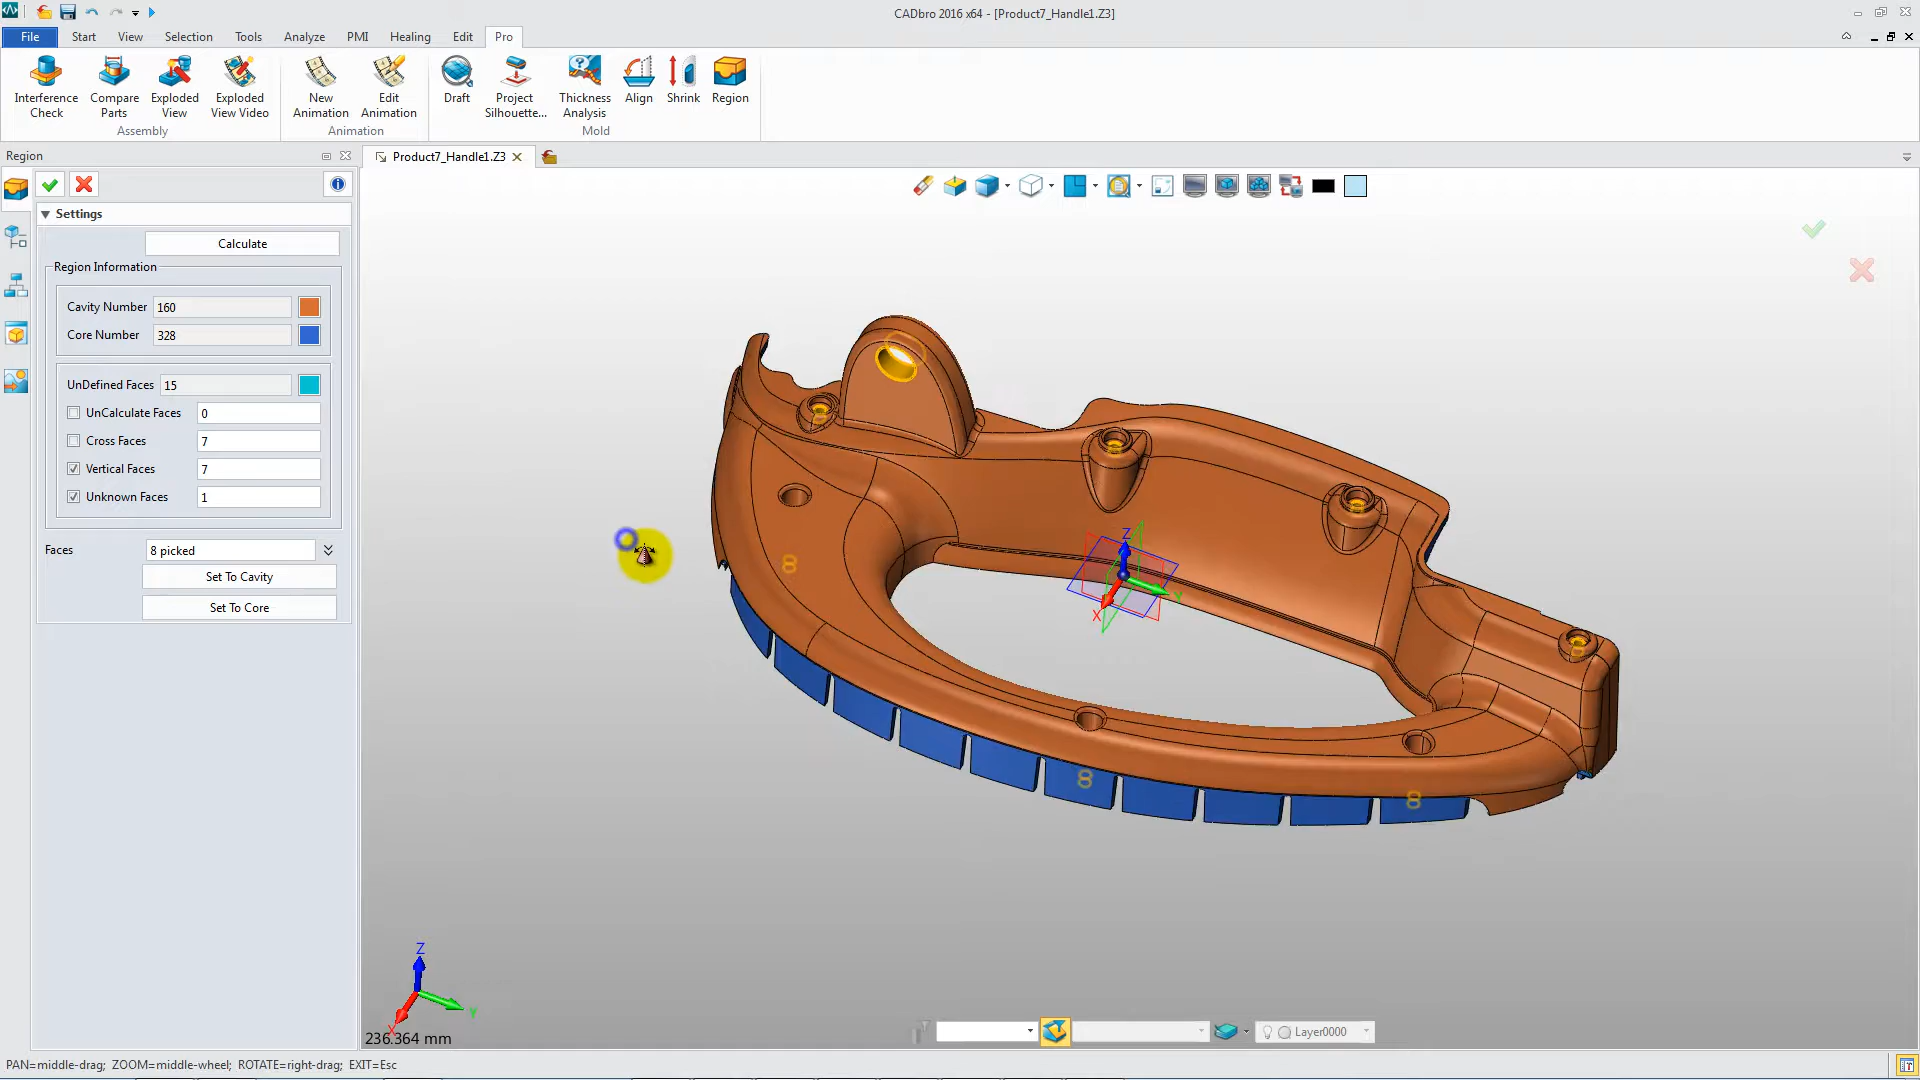 CADbro 2016 x64 - [Product7_Handle1.Z3]
File Start View Selection Tools Analyze PMI Healing Edit Pro
Interference Check
Compare Parts
Exploded View
Exploded View Video
New Animation
Edit Animation
Draft
Project Silhouette...
Thickness Analysis
Align
Shrink
Region
Assembly Animation Mold
Region
Product7_Handle1.Z3
Settings
Calculate
Region Information
Cavity Number 160
Core Number 328
UnDefined Faces 15
UnCalculate Faces 0
Cross Faces 7
Vertical Faces 7
Unknown Faces 1
Faces 8 picked
Set To Cavity
Set To Core
Z
Y
X
Z
Y
X
236.364 mm
Layer0000
PAN=middle-drag; ZOOM=middle-wheel; ROTATE=right-drag; EXIT=Esc